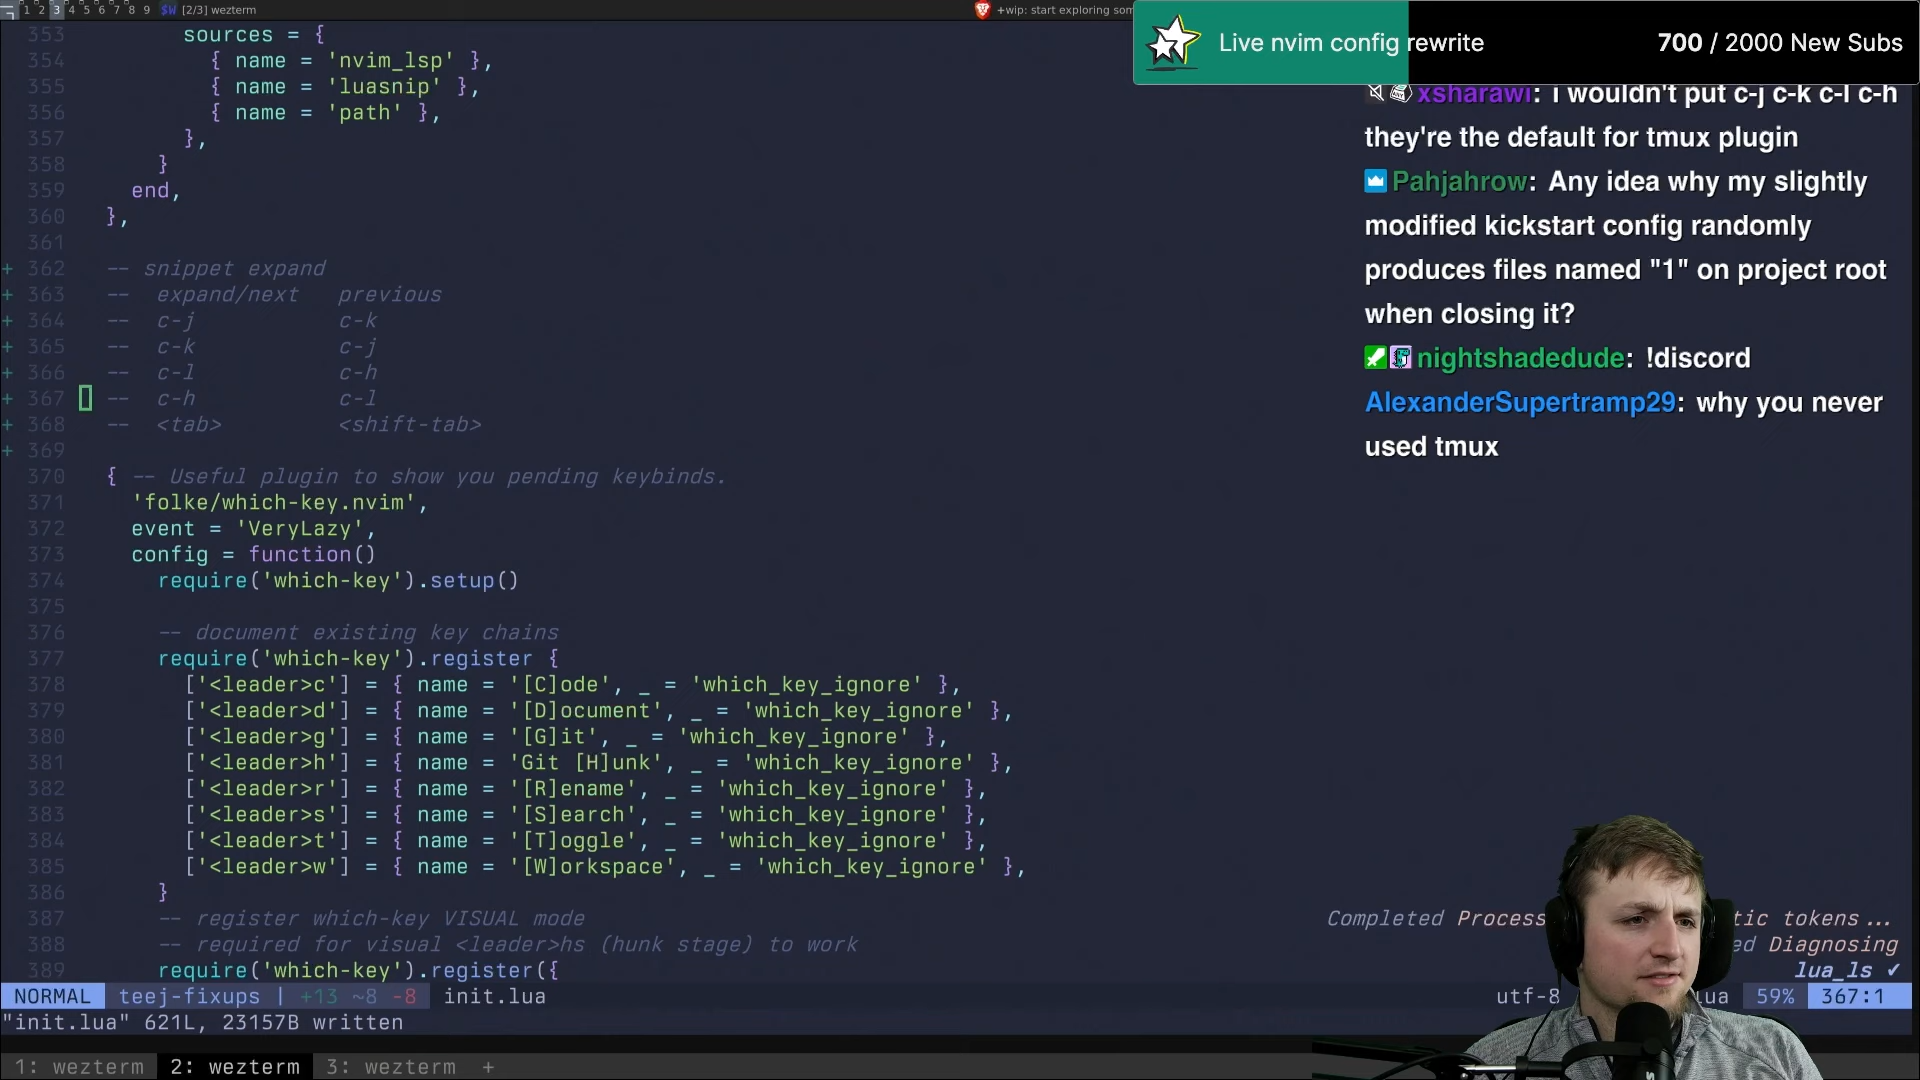 1 2 3 4 5 6 7 8 9 $W [2/3] wezterm
+wip: start exploring som
Live nvim config rewrite 700 / 2000 New Subs
xsharawi: i wouldn't put c-j c-k c-l c-h
they're the default for tmux plugin
Pahjahrow: Any idea why my slightly
modified kickstart config randomly
produces files named "1" on project root
when closing it?
nightshadedude: !discord
AlexanderSupertramp29: why you never
used tmux
353 sources = {
354 { name = 'nvim_lsp' },
355 { name = 'luasnip' },
356 { name = 'path' },
357 },
358 }
359 end,
360 },
361
+ 362 -- snippet expand
+ 363 -- expand/next previous
+ 364 -- c-j c-k
+ 365 -- c-k c-j
+ 366 -- c-l c-h
+ 367 -- c-h c-l
+ 368 -- <tab> <shift-tab>
+ 369
370 { -- Useful plugin to show you pending keybinds.
371 'folke/which-key.nvim',
372 event = 'VeryLazy',
373 config = function()
374 require('which-key').setup()
375
376 -- document existing key chains
377 require('which-key').register {
378 ['<leader>c'] = { name = '[C]ode', _ = 'which_key_ignore' },
379 ['<leader>d'] = { name = '[D]ocument', _ = 'which_key_ignore' },
380 ['<leader>g'] = { name = '[G]it', _ = 'which_key_ignore' },
381 ['<leader>h'] = { name = 'Git [H]unk', _ = 'which_key_ignore' },
382 ['<leader>r'] = { name = '[R]ename', _ = 'which_key_ignore' },
383 ['<leader>s'] = { name = '[S]earch', _ = 'which_key_ignore' },
384 ['<leader>t'] = { name = '[T]oggle', _ = 'which_key_ignore' },
385 ['<leader>w'] = { name = '[W]orkspace', _ = 'which_key_ignore' },
386 }
387 -- register which-key VISUAL mode
388 -- required for visual <leader>hs (hunk stage) to work
389 require('which-key').register({
Completed Process tic tokens...
ed Diagnosing
lua_ls ✔
NORMAL teej-fixups | +13 ~8 -8 init.lua utf-8 lua 59% 367:1
"init.lua" 621L, 23157B written
1: wezterm 2: wezterm 3: wezterm +